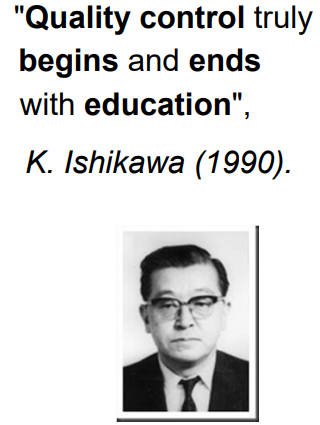 "Quality control truly
begins and ends
with education",
K. Ishikawa (1990).